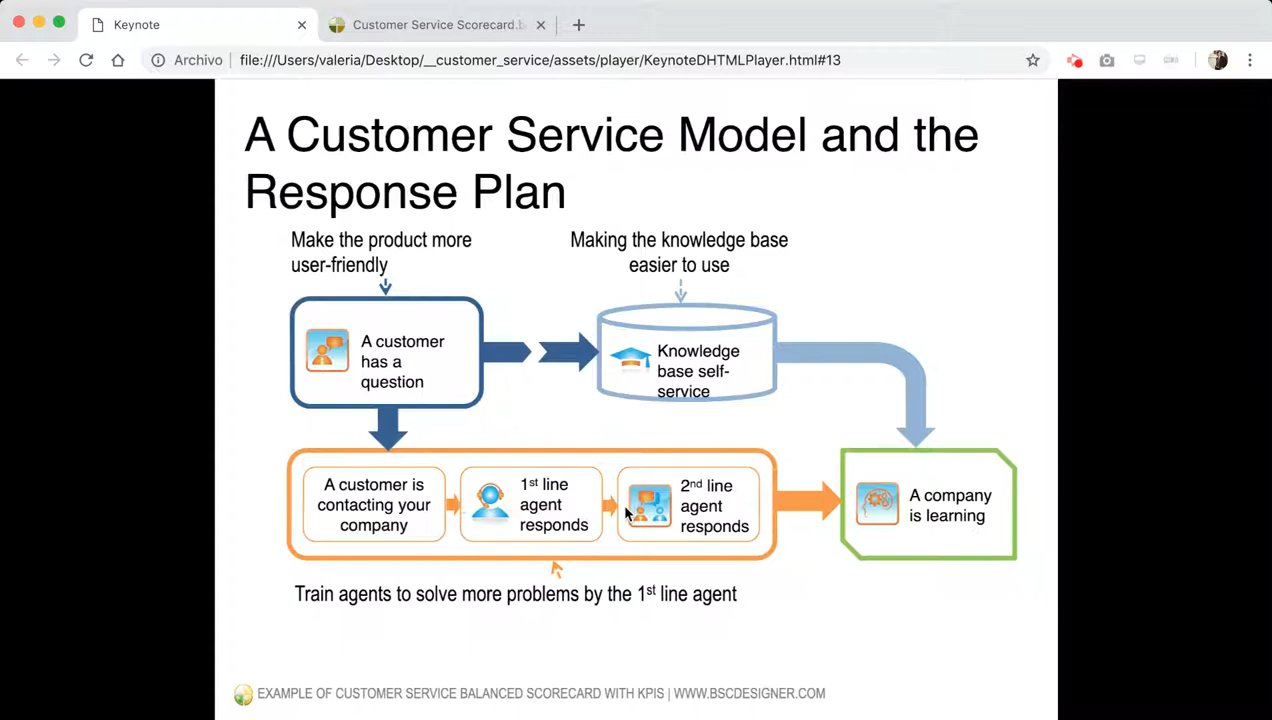 Keynote
Customer Service Scorecard.b
Archivo
file:///Users/valeria/Desktop/__customer_service/assets/player/KeynoteDHTMLPlayer.html#13
A Customer Service Model and the
Response Plan
Make the product more
user-friendly
Making the knowledge base
easier to use
A customer
has a
question
Knowledge
base self-
service
A customer is
contacting your
company
1st line
agent
responds
2nd line
agent
responds
A company
is learning
Train agents to solve more problems by the 1st line agent
EXAMPLE OF CUSTOMER SERVICE BALANCED SCORECARD WITH KPIS | WWW.BSCDESIGNER.COM